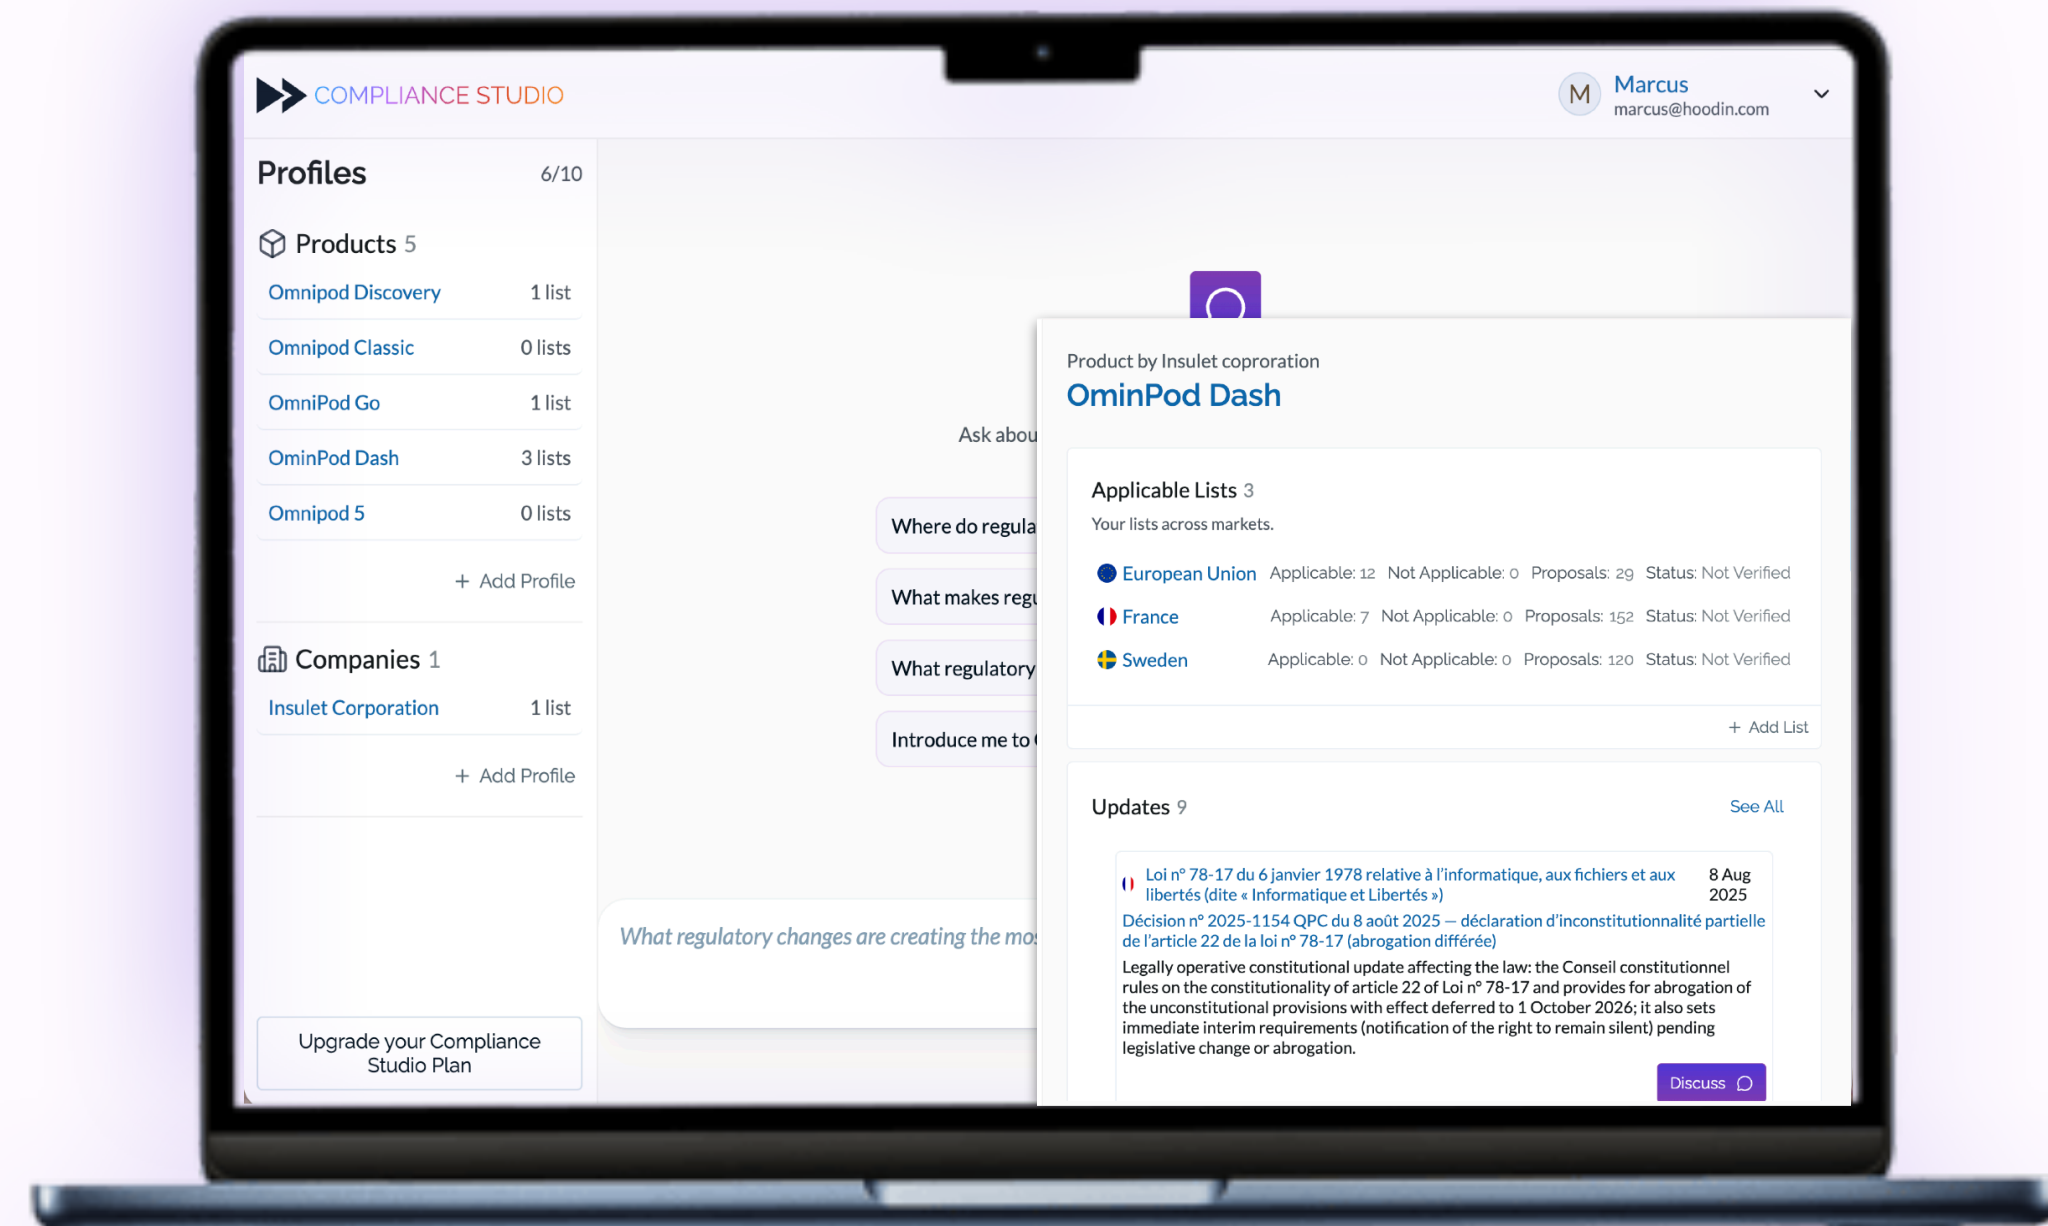 COMPLIANCE STUDIO
M
Marcus
marcus@hoodin.com
Profiles
6/10
Products 5
Omnipod Discovery
1 list
Omnipod Classic
0 lists
OmniPod Go
1 list
OminPod Dash
3 lists
Omnipod 5
0 lists
+ Add Profile
Companies 1
Insulet Corporation
1 list
+ Add Profile
Upgrade your Compliance
Studio Plan
Ask
Where do
What makes
What regulatory
Introduce me to
What regulatory changes are creating the
Product by Insulet coproration
OminPod Dash
Applicable Lists 3
Your lists across markets.
European Union Applicable: 12 Not Applicable: 0 Proposals: 29 Status: Not Verified
France Applicable: 7 Not Applicable: 0 Proposals: 152 Status: Not Verified
Sweden Applicable: 0 Not Applicable: 0 Proposals: 120 Status: Not Verified
+ Add List
Updates 9
See All
Loi nº 78-17 du 6 janvier 1978 relative à l'informatique, aux fichiers et aux
libertés (dite « Informatique et Libertés »)
8 Aug
2025
Décision nº 2025-1154 QPC du 8 août 2025 — déclaration d'inconstitutionnalité partielle
de l'article 22 de la loi nº 78-17 (abrogation différée)
Legally operative constitutional update affecting the law: the Conseil constitutionnel
rules on the constitutionality of article 22 of Loi nº 78-17 and provides for abrogation of
the unconstitutional provisions with effect deferred to 1 October 2026; it also sets
immediate interim requirements (notification of the right to remain silent) pending
legislative change or abrogation.
Discuss